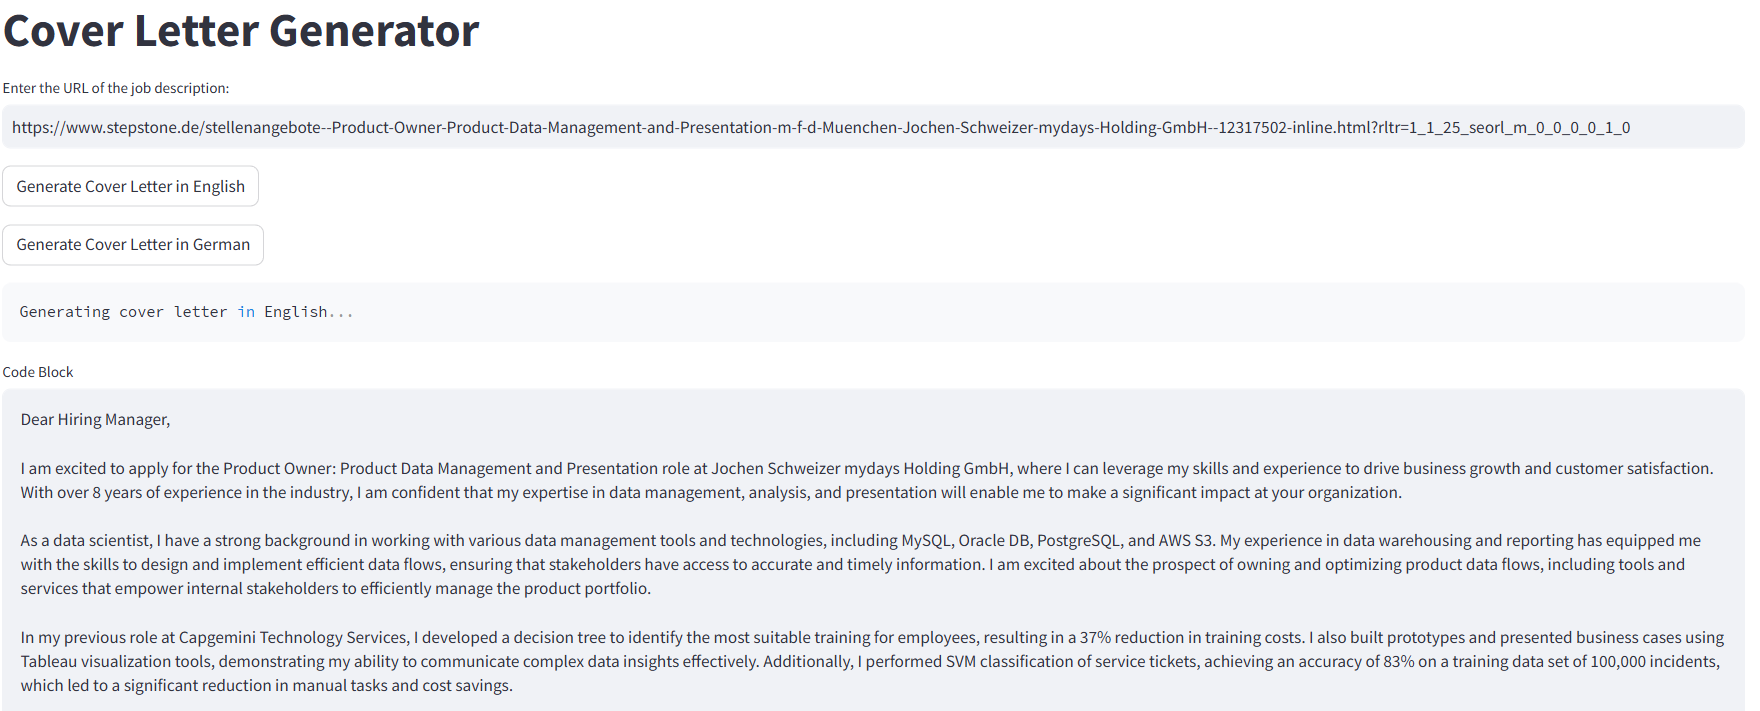 Cover Letter Generator
Enter the URL of the job description:
https://www.stepstone.de/stellenangebote--Product-Owner-Product-Data-Management-and-Presentation-m-f-d-Muenchen-Jochen-Schweizer-mydays-Holding-GmbH--12317502-inline.html?rltr=1_1_25_seorl_m_0_0_0_0_1_0
Generate Cover Letter in English
Generate Cover Letter in German
Generating cover letter in English...
Code Block
Dear Hiring Manager,
I am excited to apply for the Product Owner: Product Data Management and Presentation role at Jochen Schweizer mydays Holding GmbH, where I can leverage my skills and experience to drive business growth and customer satisfaction.
With over 8 years of experience in the industry, I am confident that my expertise in data management, analysis, and presentation will enable me to make a significant impact at your organization.
As a data scientist, I have a strong background in working with various data management tools and technologies, including MySQL, Oracle DB, PostgreSQL, and AWS S3. My experience in data warehousing and reporting has equipped me
with the skills to design and implement efficient data flows, ensuring that stakeholders have access to accurate and timely information. I am excited about the prospect of owning and optimizing product data flows, including tools and
services that empower internal stakeholders to efficiently manage the product portfolio.
In my previous role at Capgemini Technology Services, I developed a decision tree to identify the most suitable training for employees, resulting in a 37% reduction in training costs. I also built prototypes and presented business cases using
Tableau visualization tools, demonstrating my ability to communicate complex data insights effectively. Additionally, I performed SVM classification of service tickets, achieving an accuracy of 83% on a training data set of 100,000 incidents,
which led to a significant reduction in manual tasks and cost savings.